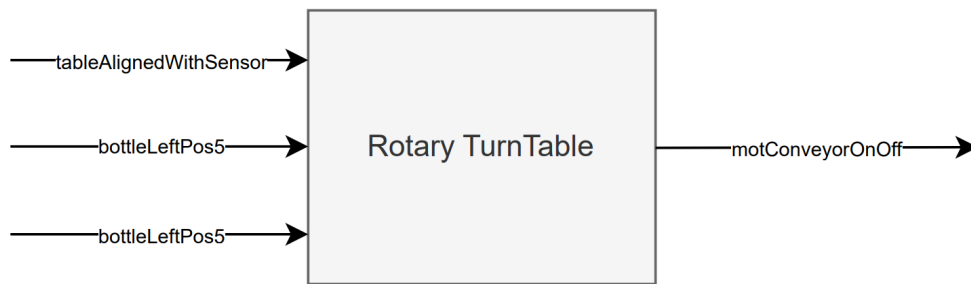 tableAlignedWithSensor
bottleLeftPos5
bottleLeftPos5
Rotary TurnTable
motConveyorOnOff